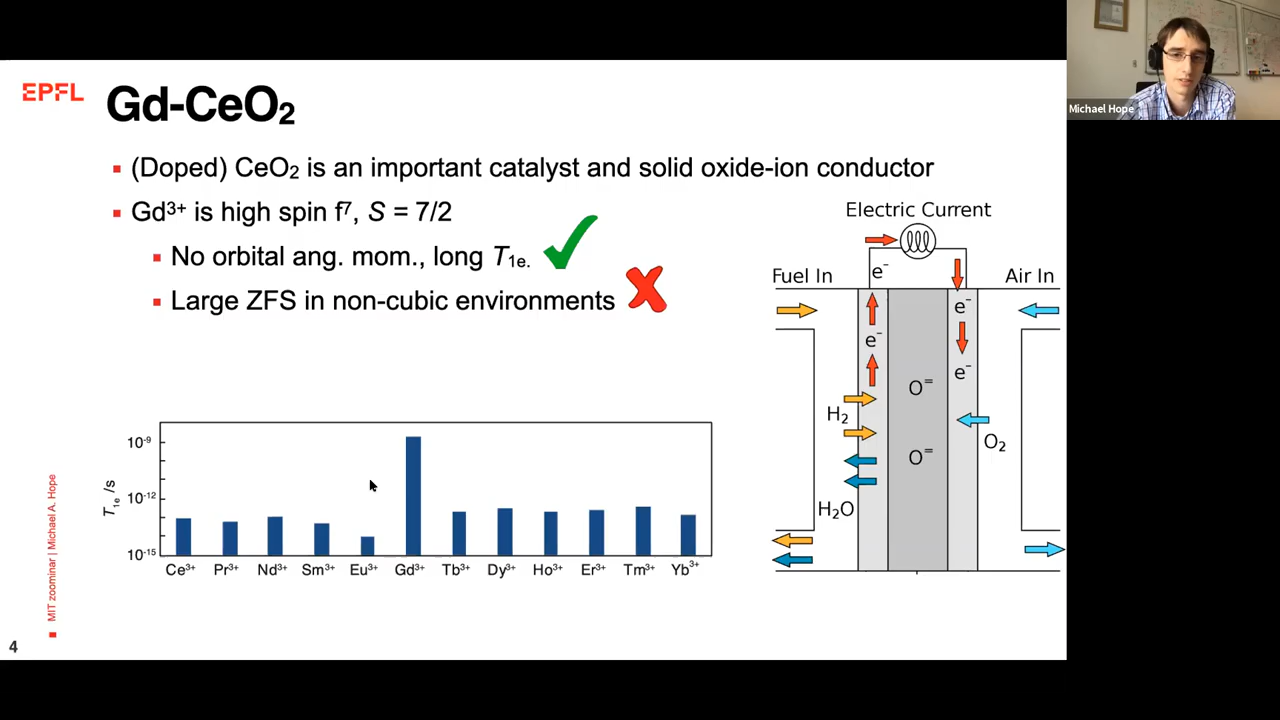 Michael Hope
EPFL
Gd-CeO₂
(Doped) CeO₂ is an important catalyst and solid oxide-ion conductor
Gd³⁺ is high spin f⁷, S = 7/2
No orbital ang. mom., long T₁ₑ.
Large ZFS in non-cubic environments
Electric Current
e⁻
Fuel In
Air In
e⁻
e⁻
e⁻
O⁼
H₂
O₂
O⁼
H₂O
10⁻⁹
10⁻¹²
10⁻¹⁵
T₁ₑ /s
Ce³⁺ Pr³⁺ Nd³⁺ Sm³⁺ Eu³⁺ Gd³⁺ Tb³⁺ Dy³⁺ Ho³⁺ Er³⁺ Tm³⁺ Yb³⁺
MIT zoominar | Michael A. Hope
4